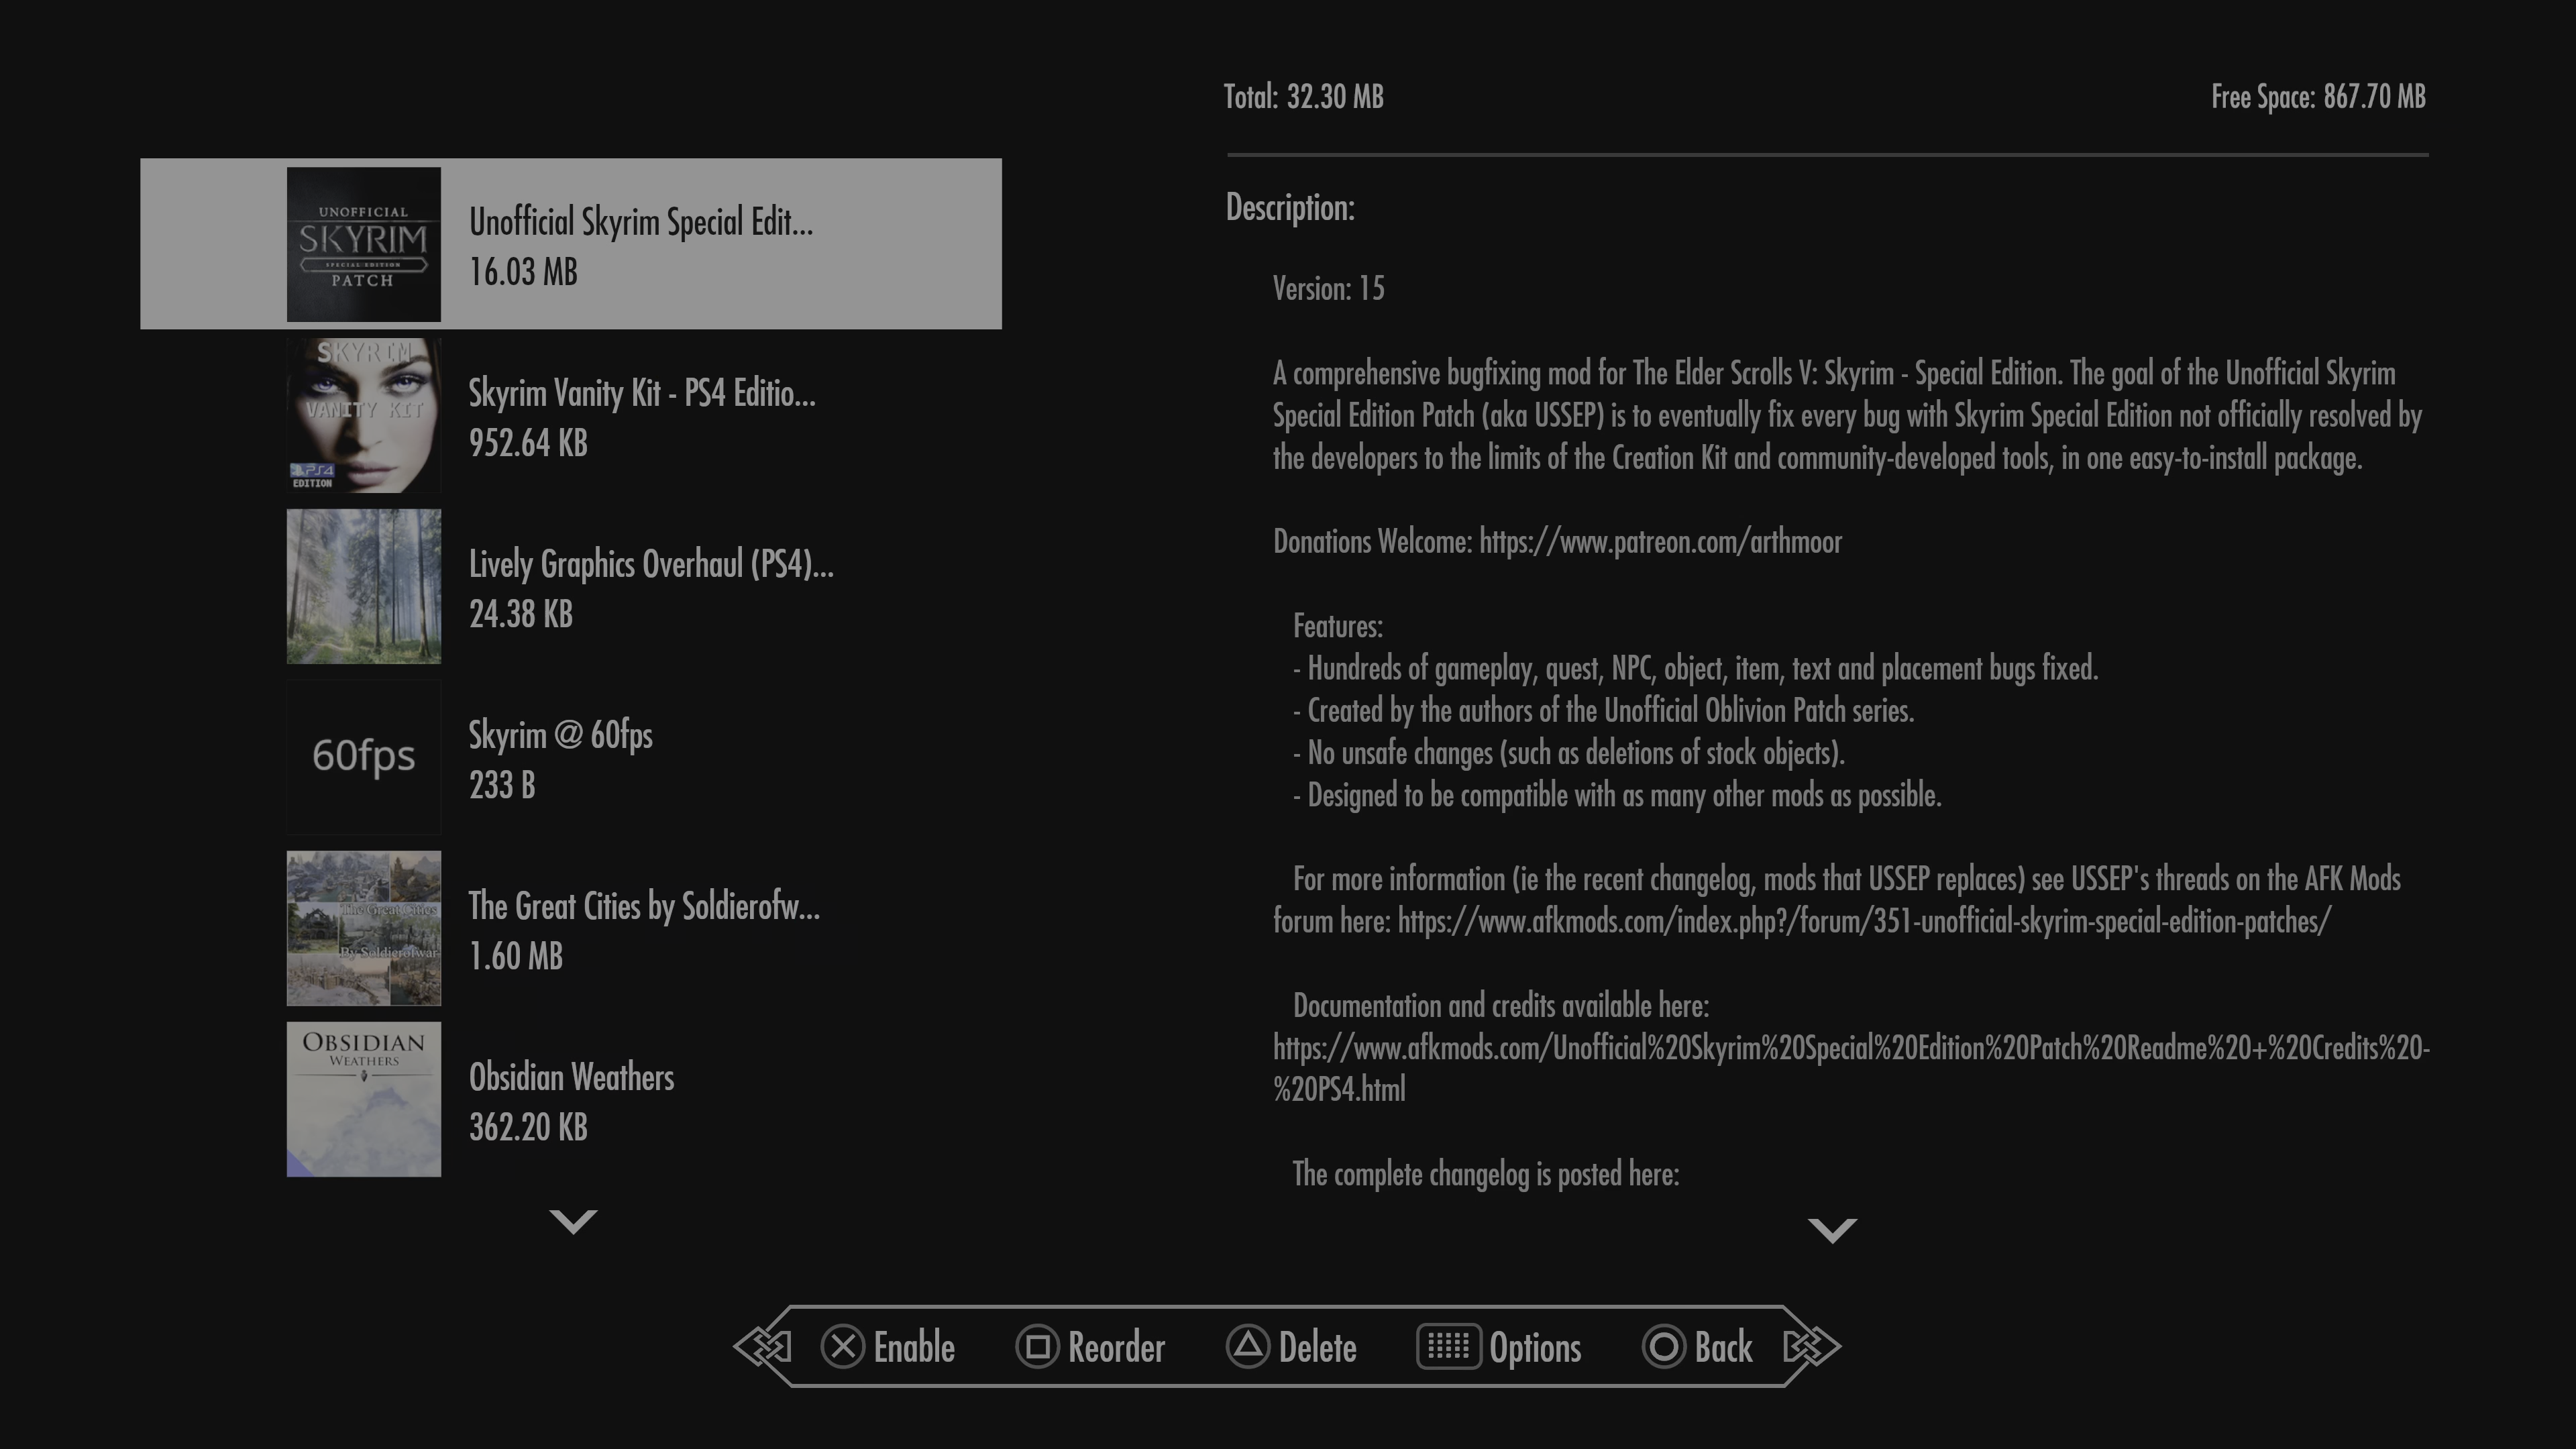 Total: 32.30 MB
Free Space: 867.70 MB
UNOFFICIAL
SKYRIM
SPECIAL EDITION
PATCH
Unofficial Skyrim Special Edit...
16.03 MB
SKYRIM
VANITY KIT
PS4
EDITION
Skyrim Vanity Kit - PS4 Editio...
952.64 KB
Lively Graphics Overhaul (PS4)...
24.38 KB
60fps
Skyrim @ 60fps
233 B
The Great Cities
By Soldierofwar
The Great Cities by Soldierofw...
1.60 MB
OBSIDIAN
WEATHERS
Obsidian Weathers
362.20 KB
Description:
Version: 15
A comprehensive bugfixing mod for The Elder Scrolls V: Skyrim - Special Edition. The goal of the Unofficial Skyrim
Special Edition Patch (aka USSEP) is to eventually fix every bug with Skyrim Special Edition not officially resolved by
the developers to the limits of the Creation Kit and community-developed tools, in one easy-to-install package.
Donations Welcome: https://www.patreon.com/arthmoor
Features:
- Hundreds of gameplay, quest, NPC, object, item, text and placement bugs fixed.
- Created by the authors of the Unofficial Oblivion Patch series.
- No unsafe changes (such as deletions of stock objects).
- Designed to be compatible with as many other mods as possible.
For more information (ie the recent changelog, mods that USSEP replaces) see USSEP's threads on the AFK Mods
forum here: https://www.afkmods.com/index.php?/forum/351-unofficial-skyrim-special-edition-patches/
Documentation and credits available here:
https://www.afkmods.com/Unofficial%20Skyrim%20Special%20Edition%20Patch%20Readme%20+%20Credits%20-
%20PS4.html
The complete changelog is posted here:
Enable
Reorder
Delete
Options
Back